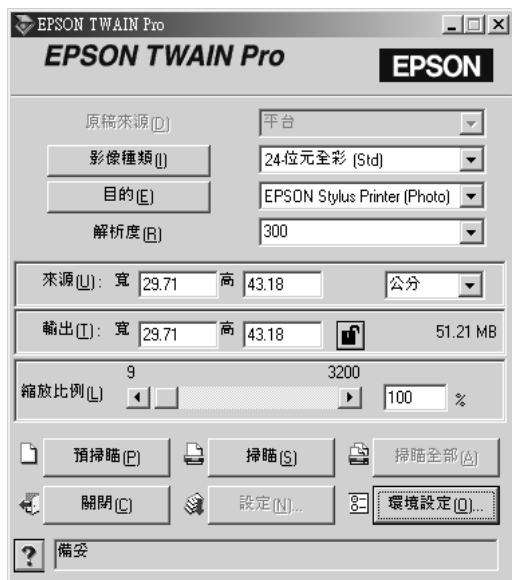 EPSON TWAIN Pro
EPSON TWAIN Pro
EPSON
原稿來源(D) 平台
影像種類(I) 24-位元全彩 (Std)
目的(E) EPSON Stylus Printer (Photo)
解析度(R) 300
來源(U): 寬 29.71 高 43.18 公分
輸出(T): 寬 29.71 高 43.18 51.21 MB
9 3200
縮放比例(L) 100 %
預掃瞄(P) 掃瞄(S) 掃瞄全部(A)
關閉(C) 設定(N)... 環境設定(O)...
? 備妥